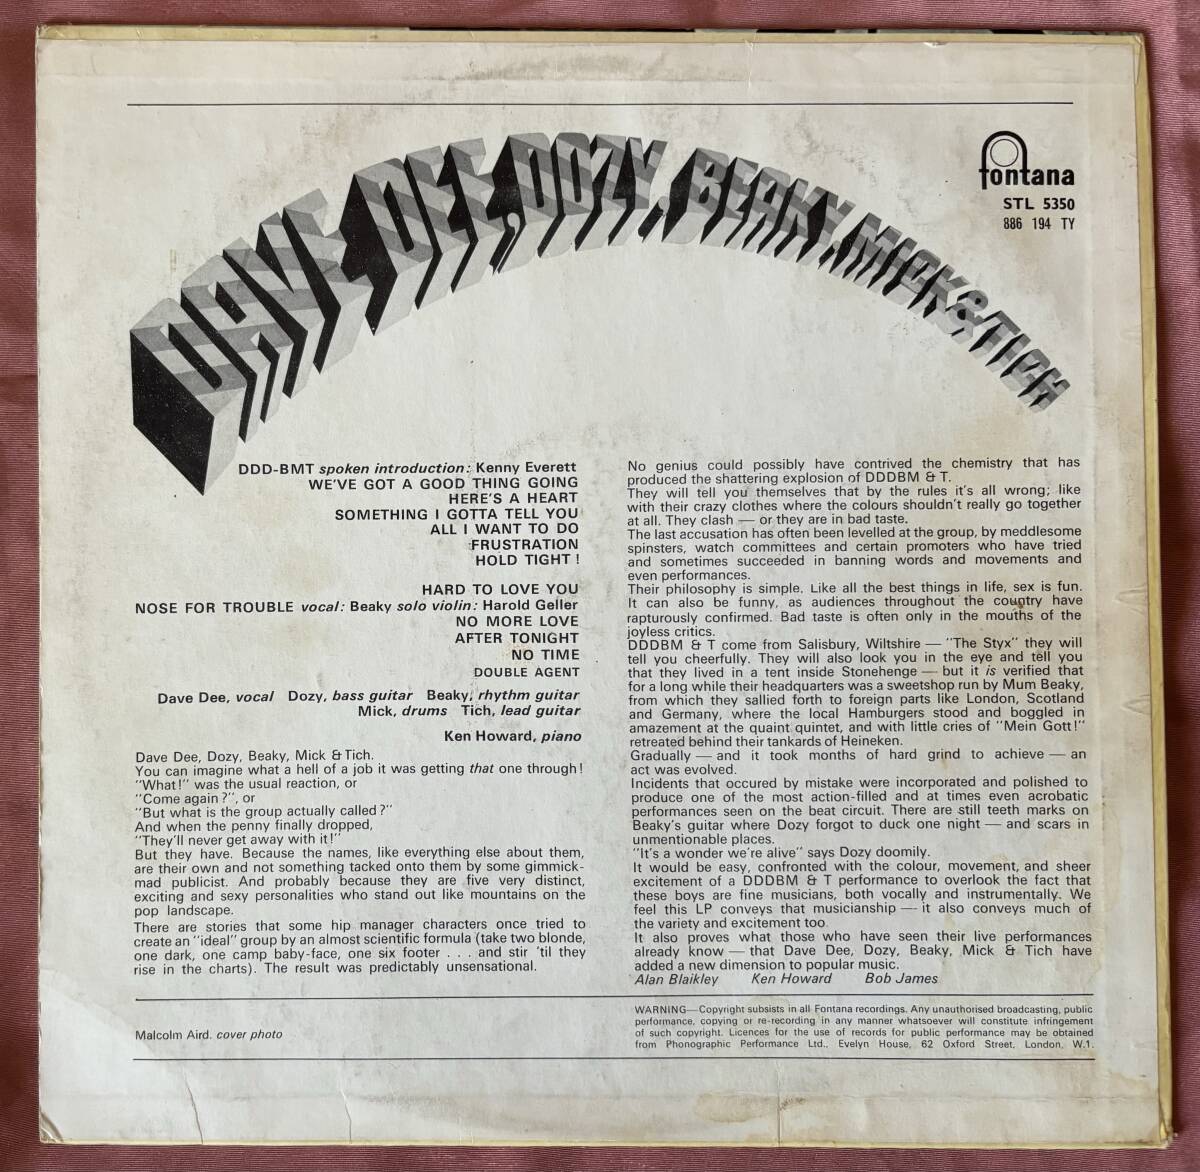 DAVE DEE, DOZY, BEAKY, MICK & TICH
fontana
STL 5350
886 194 TY
DDD-BMT spoken introduction: Kenny Everett
WE'VE GOT A GOOD THING GOING
HERE'S A HEART
SOMETHING I GOTTA TELL YOU
ALL I WANT TO DO
FRUSTRATION
HOLD TIGHT!
HARD TO LOVE YOU
NOSE FOR TROUBLE vocal: Beaky solo violin: Harold Geller
NO MORE LOVE
AFTER TONIGHT
NO TIME
DOUBLE AGENT
Dave Dee, vocal Dozy, bass guitar Beaky, rhythm guitar
Mick, drums Tich, lead guitar
Ken Howard, piano
Dave Dee, Dozy, Beaky, Mick & Tich.
You can imagine what a hell of a job it was getting that one through!
"What!" was the usual reaction, or
"Come again?", or
"But what is the group actually called?"
And when the penny finally dropped,
"They'll never get away with it!"
But they have. Because the names, like everything else about them,
are their own and not something tacked onto them by some gimmick-
mad publicist. And probably because they are five very distinct,
exciting and sexy personalities who stand out like mountains on the
pop landscape.
There are stories that some hip manager characters once tried to
create an "ideal" group by an almost scientific formula (take two blonde,
one dark, one camp baby-face, one six footer . . . and stir 'til they
rise in the charts). The result was predictably unsensational.
No genius could possibly have contrived the chemistry that has
produced the shattering explosion of DDDBM & T.
They will tell you themselves that by the rules it's all wrong; like
with their crazy clothes where the colours shouldn't really go together
at all. They clash — or they are in bad taste.
The last accusation has often been levelled at the group, by meddlesome
spinsters, watch committees and certain promoters who have tried
and sometimes succeeded in banning words and movements and
even performances.
Their philosophy is simple. Like all the best things in life, sex is fun.
It can also be funny, as audiences throughout the country have
rapturously confirmed. Bad taste is often only in the mouths of the
joyless critics.
DDDBM & T come from Salisbury, Wiltshire — "The Styx" they will
tell you cheerfully. They will also look you in the eye and tell you
that they lived in a tent inside Stonehenge — but it is verified that
for a long while their headquarters was a sweetshop run by Mum Beaky,
from which they sallied forth to foreign parts like London, Scotland
and Germany, where the local Hamburgers stood and boggled in
amazement at the quaint quintet, and with little cries of "Mein Gott!"
retreated behind their tankards of Heineken.
Gradually — and it took months of hard grind to achieve — an
act was evolved.
Incidents that occured by mistake were incorporated and polished to
produce one of the most action-filled and at times even acrobatic
performances seen on the beat circuit. There are still teeth marks on
Beaky's guitar where Dozy forgot to duck one night — and scars in
unmentionable places.
"It's a wonder we're alive" says Dozy doomily.
It would be easy, confronted with the colour, movement, and sheer
excitement of a DDDBM & T performance to overlook the fact that
these boys are fine musicians, both vocally and instrumentally. We
feel this LP conveys that musicianship — it also conveys much of
the variety and excitement too.
It also proves what those who have seen their live performances
already know — that Dave Dee, Dozy, Beaky, Mick & Tich have
added a new dimension to popular music.
Alan Blaikley Ken Howard Bob James
Malcolm Aird. cover photo
WARNING—Copyright subsists in all Fontana recordings. Any unauthorised broadcasting, public
performance, copying or re-recording in any manner whatsoever will constitute infringement
of such copyright. Licences for the use of records for public performance may be obtained
from Phonographic Performance Ltd., Evelyn House, 62 Oxford Street, London, W.1.